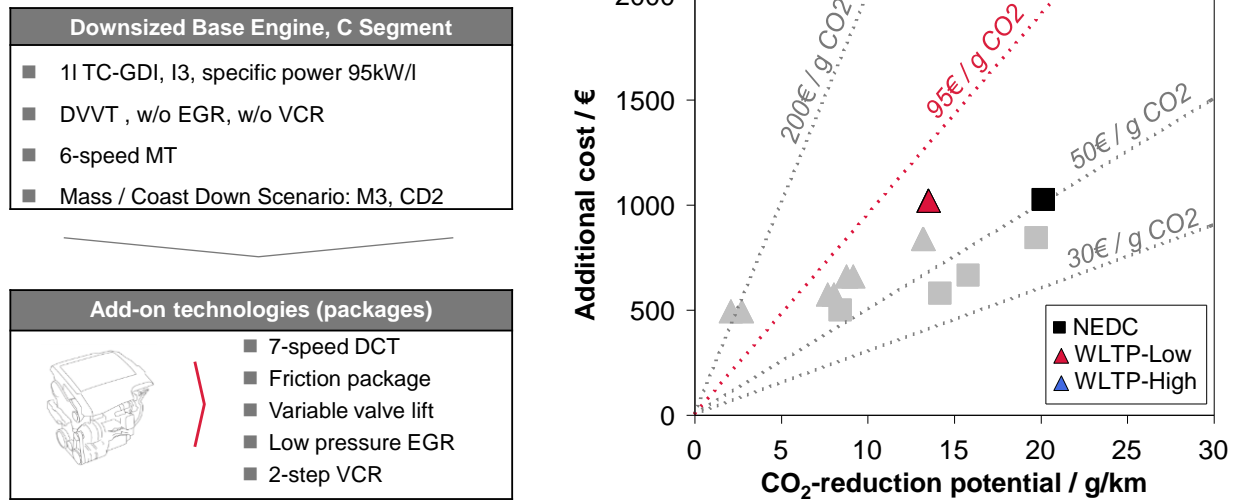 Downsized Base Engine, C Segment
1l TC-GDI, I3, specific power 95kW/l
DVVT , w/o EGR, w/o VCR
6-speed MT
Mass / Coast Down Scenario: M3, CD2
Add-on technologies (packages)
7-speed DCT
Friction package
Variable valve lift
Low pressure EGR
2-step VCR
Additional cost / €
2000
1500
1000
500
0
200€ / g CO2
95€ / g CO2
50€ / g CO2
30€ / g CO2
NEDC
WLTP-Low
WLTP-High
0 5 10 15 20 25 30
CO₂-reduction potential / g/km